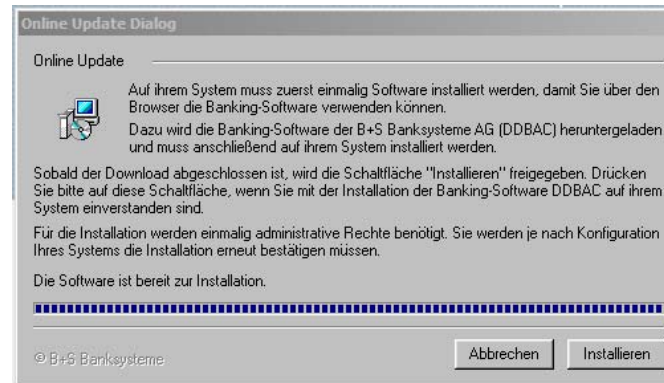 Online Update Dialog
Online Update
Auf ihrem System muss zuerst einmalig Software installiert werden, damit Sie über den
Browser die Banking-Software verwenden können.
Dazu wird die Banking-Software der B+S Banksysteme AG (DDBAC) heruntergeladen
und muss anschließend auf ihrem System installiert werden.
Sobald der Download abgeschlossen ist, wird die Schaltfläche "Installieren" freigegeben. Drücken
Sie bitte auf diese Schaltfläche, wenn Sie mit der Installation der Banking-Software DDBAC auf ihrem
System einverstanden sind.
Für die Installation werden einmalig administrative Rechte benötigt. Sie werden je nach Konfiguration
Ihres Systems die Installation erneut bestätigen müssen.
Die Software ist bereit zur Installation.
© B+S Banksysteme
Abbrechen
Installieren